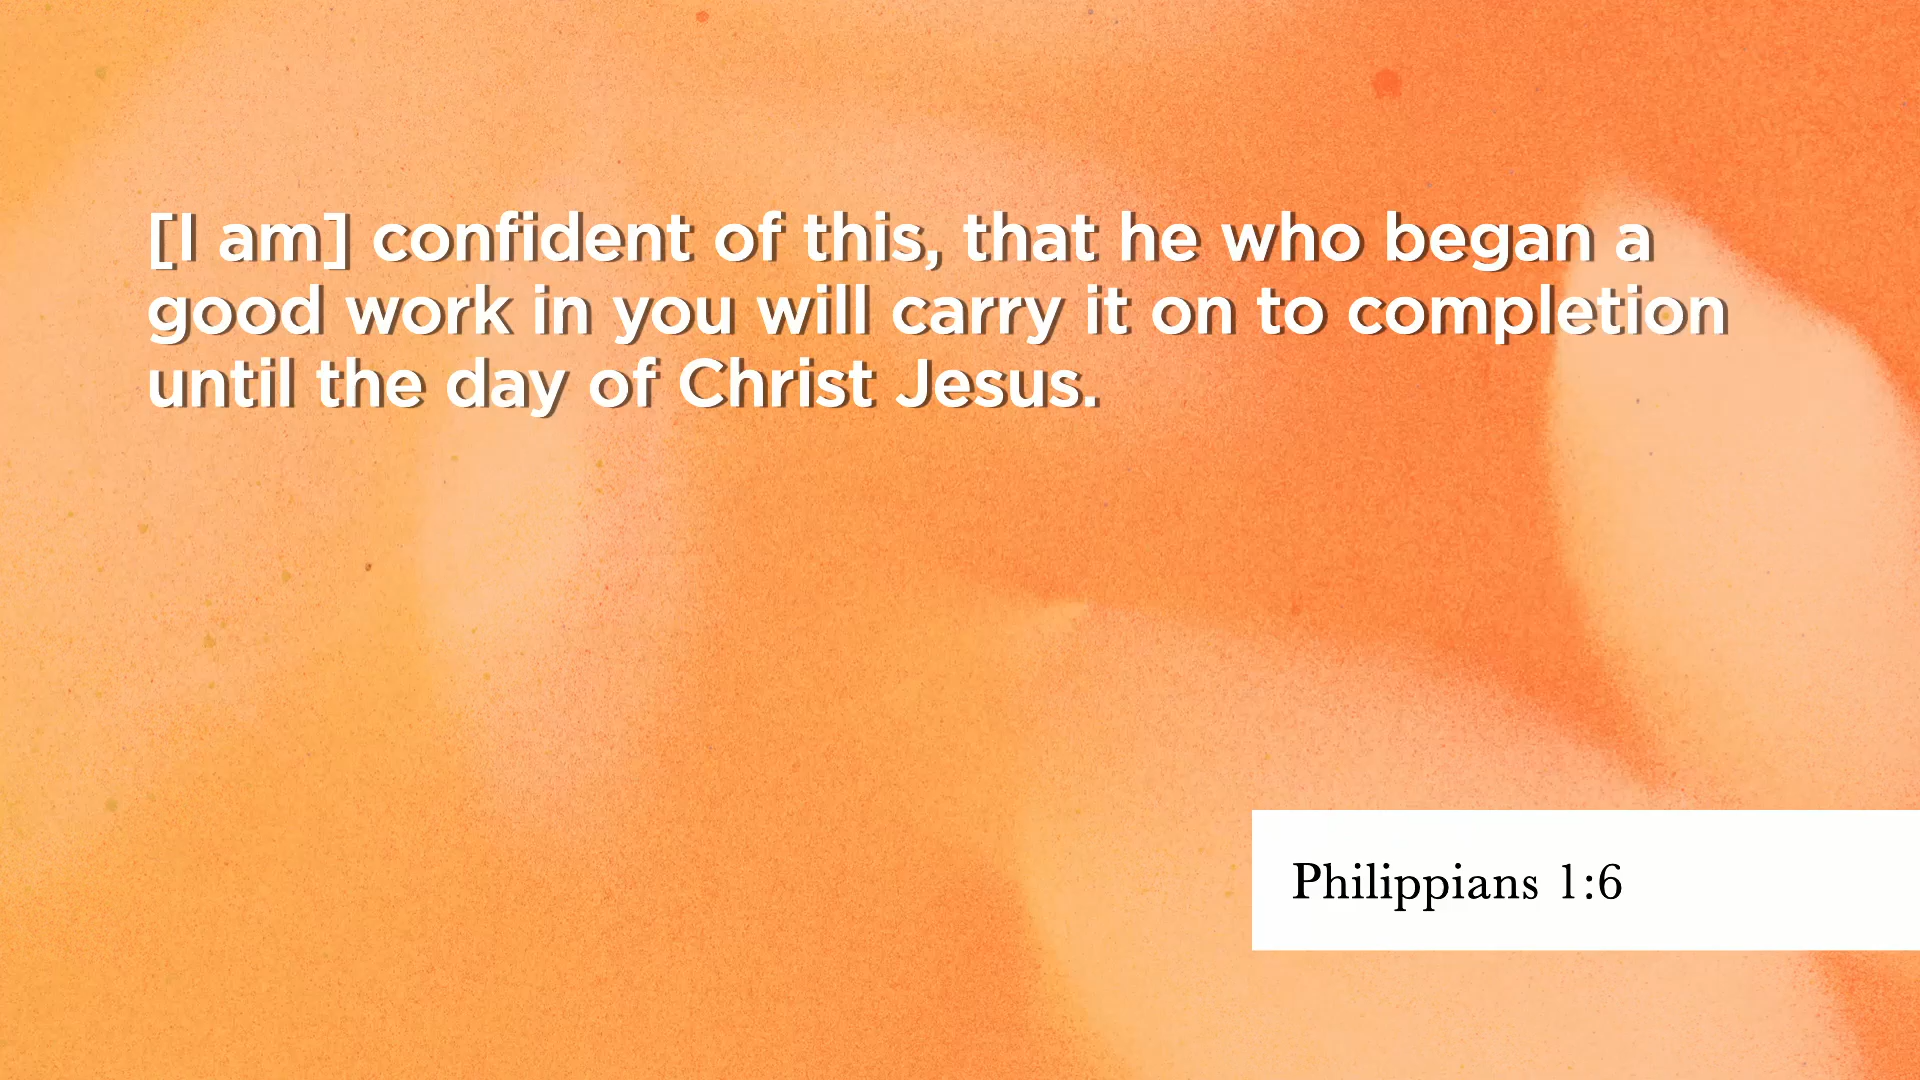 [I am] confident of this, that he who began a
good work in you will carry it on to completion
until the day of Christ Jesus.
Philippians 1:6